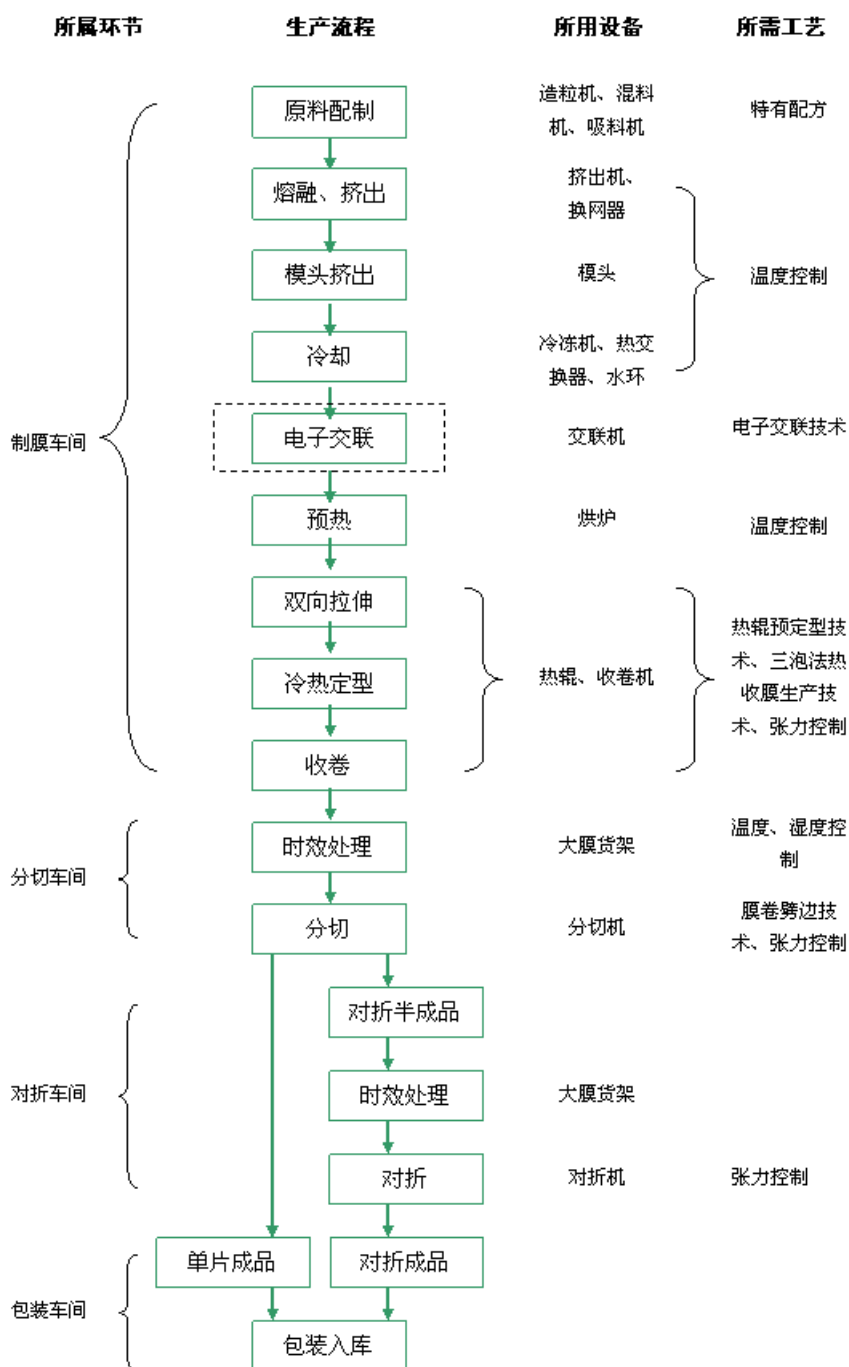 所属环节 生产流程 所用设备 所需工艺
原料配制
造粒机、混料
机、吸料机
特有配方
熔融、挤出
挤出机、
换网器
模头挤出
模头
温度控制
冷却
冷冻机、热交
换器、水环
制膜车间
电子交联
交联机
电子交联技术
预热
烘炉
温度控制
双向拉伸
冷热定型
热辊、收卷机
热辊预定型技
术、三泡法热
收膜生产技
术、张力控制
收卷
分切车间
时效处理
大膜货架
温度、湿度控
制
分切
分切机
膜卷劈边技
术、张力控制
对折半成品
对折车间
时效处理
大膜货架
对折
对折机
张力控制
单片成品
对折成品
包装车间
包装入库